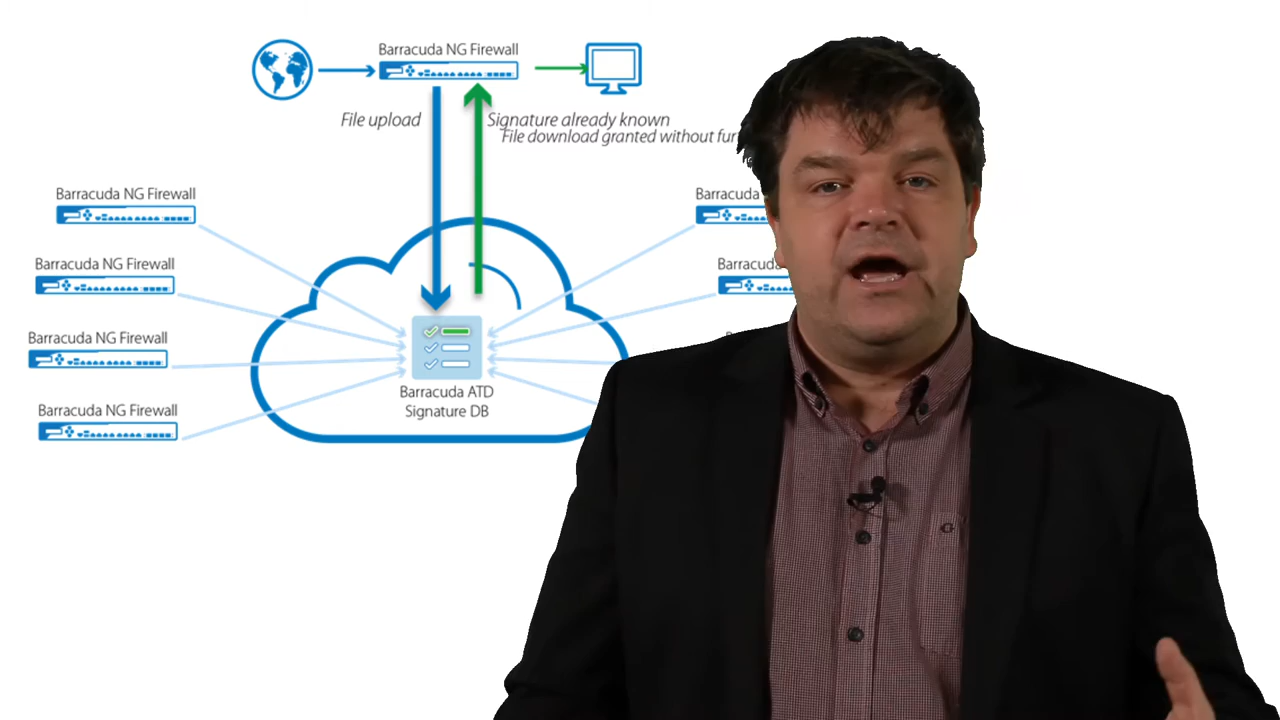 Barracuda NG Firewall
File upload
Signature already known
File download granted without
Barracuda NG Firewall
Barracuda
Barracuda NG Firewall
Barracuda NG Firewall
Barracuda NG Firewall
Barracuda ATD
Signature DB